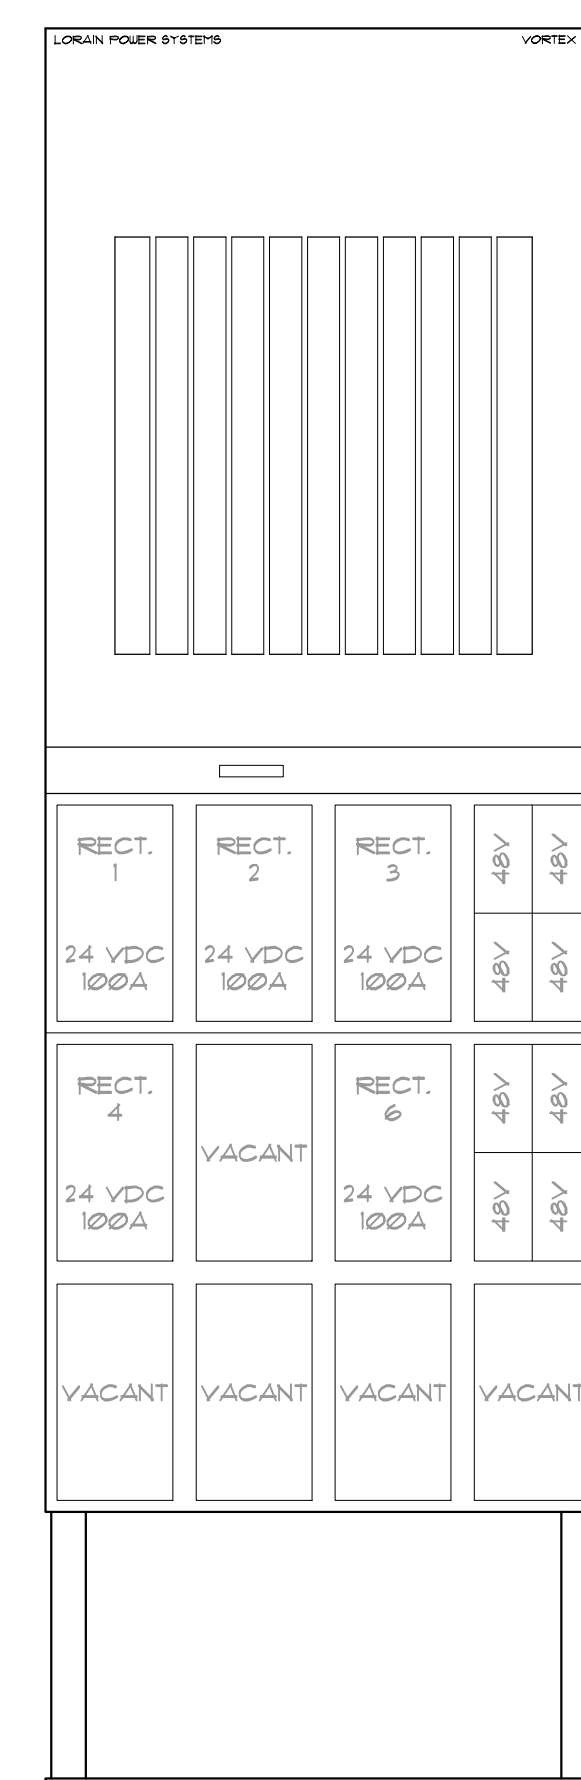 LORAIN POWER SYSTEMS
VORTEX
RECT.
1
24 VDC
100A
RECT.
2
24 VDC
100A
RECT.
3
24 VDC
100A
48V
48V
48V
48V
RECT.
4
24 VDC
100A
VACANT
RECT.
6
24 VDC
100A
48V
48V
48V
48V
VACANT
VACANT
VACANT
VACANT